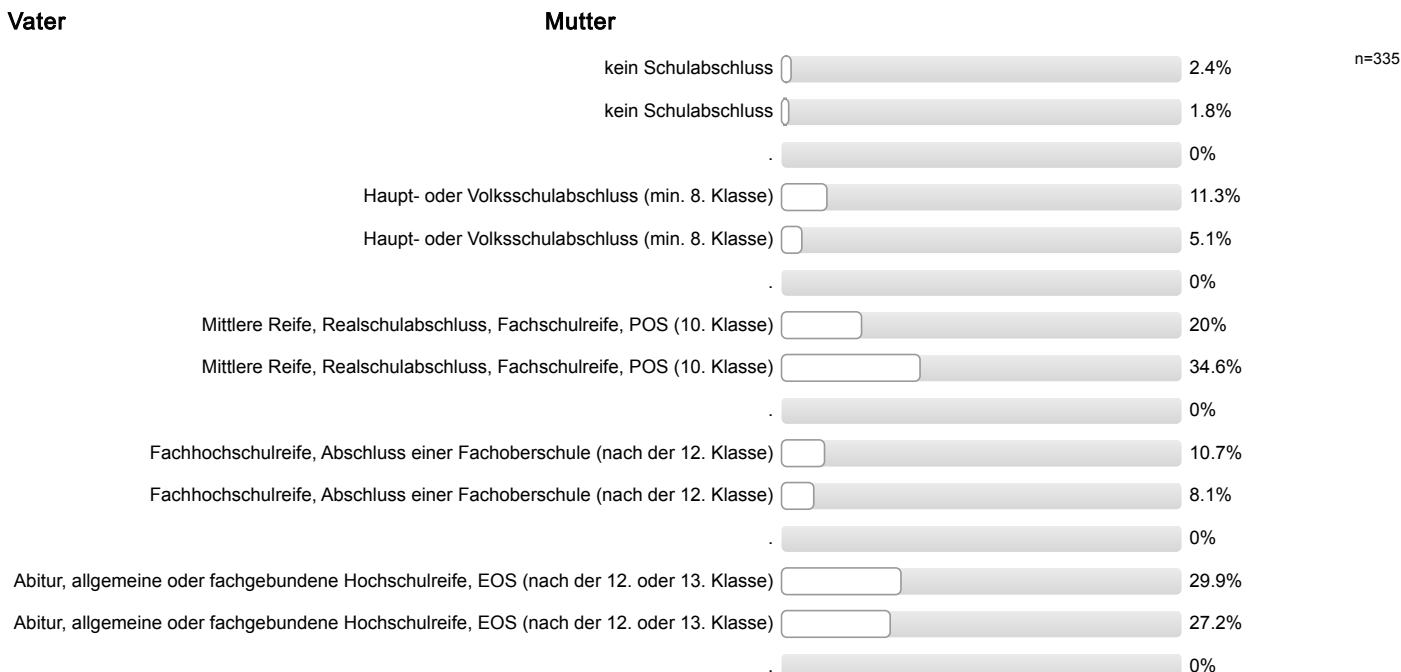 Vater Mutter
kein Schulabschluss 2.4% n=335
kein Schulabschluss 1.8%
. 0%
Haupt- oder Volksschulabschluss (min. 8. Klasse) 11.3%
Haupt- oder Volksschulabschluss (min. 8. Klasse) 5.1%
. 0%
Mittlere Reife, Realschulabschluss, Fachschulreife, POS (10. Klasse) 20%
Mittlere Reife, Realschulabschluss, Fachschulreife, POS (10. Klasse) 34.6%
. 0%
Fachhochschulreife, Abschluss einer Fachoberschule (nach der 12. Klasse) 10.7%
Fachhochschulreife, Abschluss einer Fachoberschule (nach der 12. Klasse) 8.1%
. 0%
Abitur, allgemeine oder fachgebundene Hochschulreife, EOS (nach der 12. oder 13. Klasse) 29.9%
Abitur, allgemeine oder fachgebundene Hochschulreife, EOS (nach der 12. oder 13. Klasse) 27.2%
. 0%